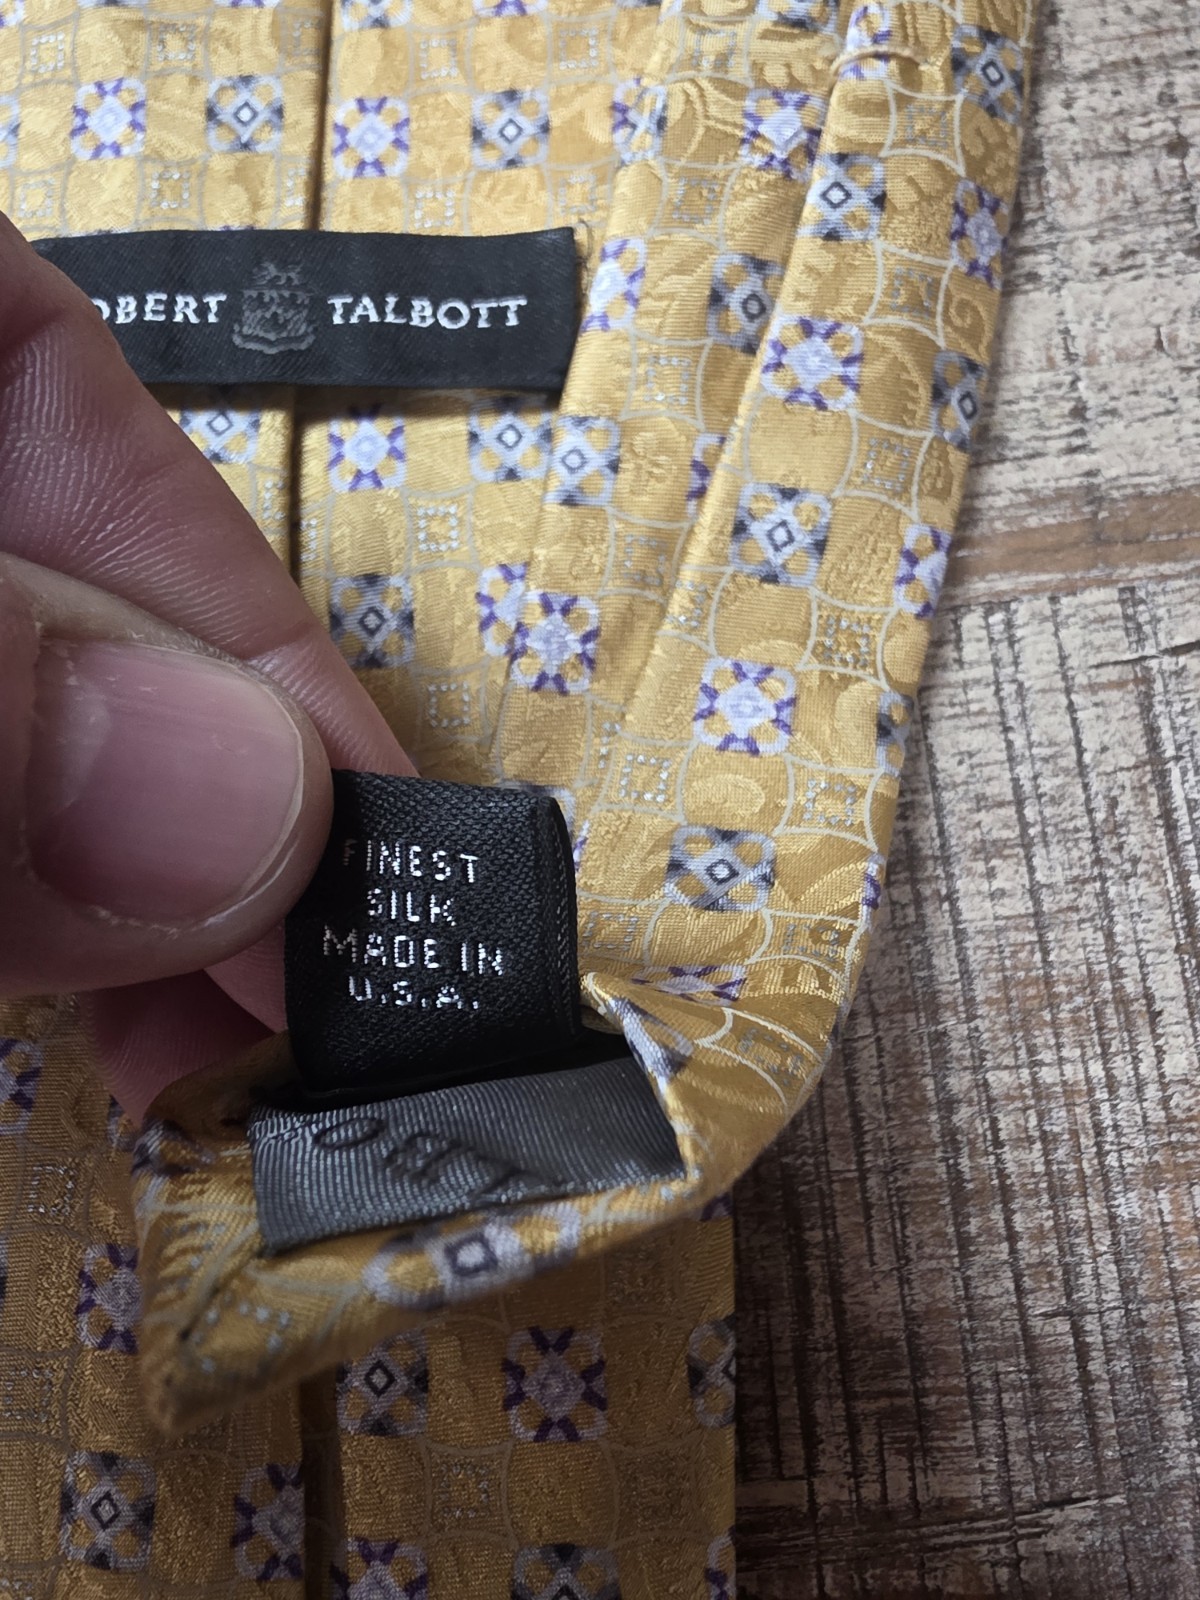 OBERT TALBOTT
FINEST
SILK
MADE IN
U.S.A.